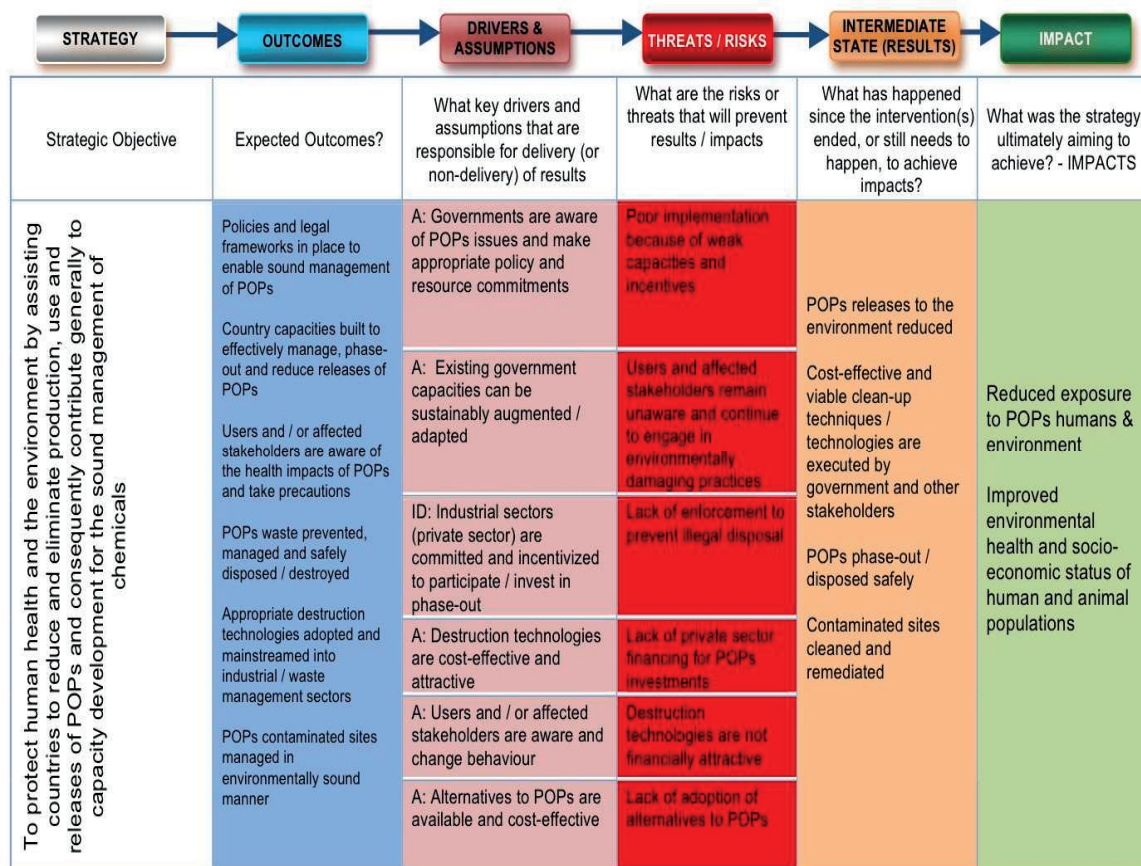 STRATEGY
OUTCOMES
DRIVERS &
ASSUMPTIONS
THREATS / RISKS
INTERMEDIATE
STATE (RESULTS)
IMPACT
Strategic Objective
Expected Outcomes?
What key drivers and
assumptions that are
responsible for delivery (or
non-delivery) of results
What are the risks or
threats that will prevent
results / impacts
What has happened
since the intervention(s)
ended, or still needs to
happen, to achieve
impacts?
What was the strategy
ultimately aiming to
achieve? - IMPACTS
To protect human health and the environment by assisting
countries to reduce and eliminate production, use and
releases of POPs and consequently contribute generally to
capacity development for the sound management of
chemicals
Policies and legal
frameworks in place to
enable sound management
of POPs
Country capacities built to
effectively manage, phase-
out and reduce releases of
POPs
Users and / or affected
stakeholders are aware of
the health impacts of POPs
and take precautions
POPs waste prevented,
managed and safely
disposed / destroyed
Appropriate destruction
technologies adopted and
mainstreamed into
industrial / waste
management sectors
POPs contaminated sites
managed in
environmentally sound
manner
A: Governments are aware
of POPs issues and make
appropriate policy and
resource commitments
A: Existing government
capacities can be
sustainably augmented /
adapted
ID: Industrial sectors
(private sector) are
committed and incentivized
to participate / invest in
phase-out
A: Destruction technologies
are cost-effective and
attractive
A: Users and / or affected
stakeholders are aware and
change behaviour
A: Alternatives to POPs are
available and cost-effective
Poor implementation
because of weak
capacities and
incentives
Users and affected
stakeholders remain
unaware and continue
to engage in
environmentally
damaging practices
Lack of enforcement to
prevent illegal disposal
Lack of private sector
financing for POPs
investments
Destruction
technologies are not
financially attractive
Lack of adoption of
alternatives to POPs
POPs releases to the
environment reduced
Cost-effective and
viable clean-up
techniques /
technologies are
executed by
government and other
stakeholders
POPs phase-out /
disposed safely
Contaminated sites
cleaned and
remediated
Reduced exposure
to POPs humans &
environment
Improved
environmental
health and socio-
economic status of
human and animal
populations